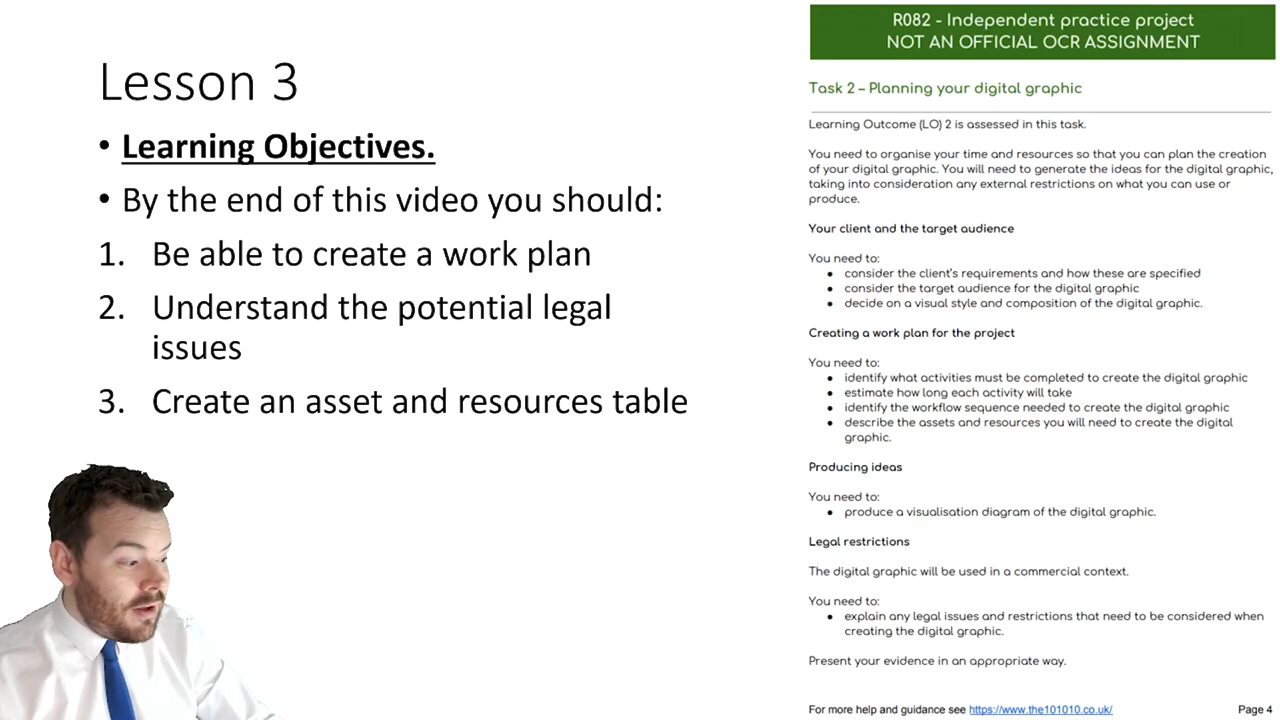 Lesson 3
• Learning Objectives.
• By the end of this video you should:
1. Be able to create a work plan
2. Understand the potential legal
issues
3. Create an asset and resources table
R082 - Independent practice project
NOT AN OFFICIAL OCR ASSIGNMENT
Task 2 – Planning your digital graphic
Learning Outcome (LO) 2 is assessed in this task.
You need to organise your time and resources so that you can plan the creation
of your digital graphic. You will need to generate the ideas for the digital graphic,
taking into consideration any external restrictions on what you can use or
produce.
Your client and the target audience
You need to:
• consider the client's requirements and how these are specified
• consider the target audience for the digital graphic
• decide on a visual style and composition of the digital graphic.
Creating a work plan for the project
You need to:
• identify what activities must be completed to create the digital graphic
• estimate how long each activity will take
• identify the workflow sequence needed to create the digital graphic
• describe the assets and resources you will need to create the digital
graphic.
Producing ideas
You need to:
• produce a visualisation diagram of the digital graphic.
Legal restrictions
The digital graphic will be used in a commercial context.
You need to:
• explain any legal issues and restrictions that need to be considered when
creating the digital graphic.
Present your evidence in an appropriate way.
For more help and guidance see https://www.the101010.co.uk/
Page 4